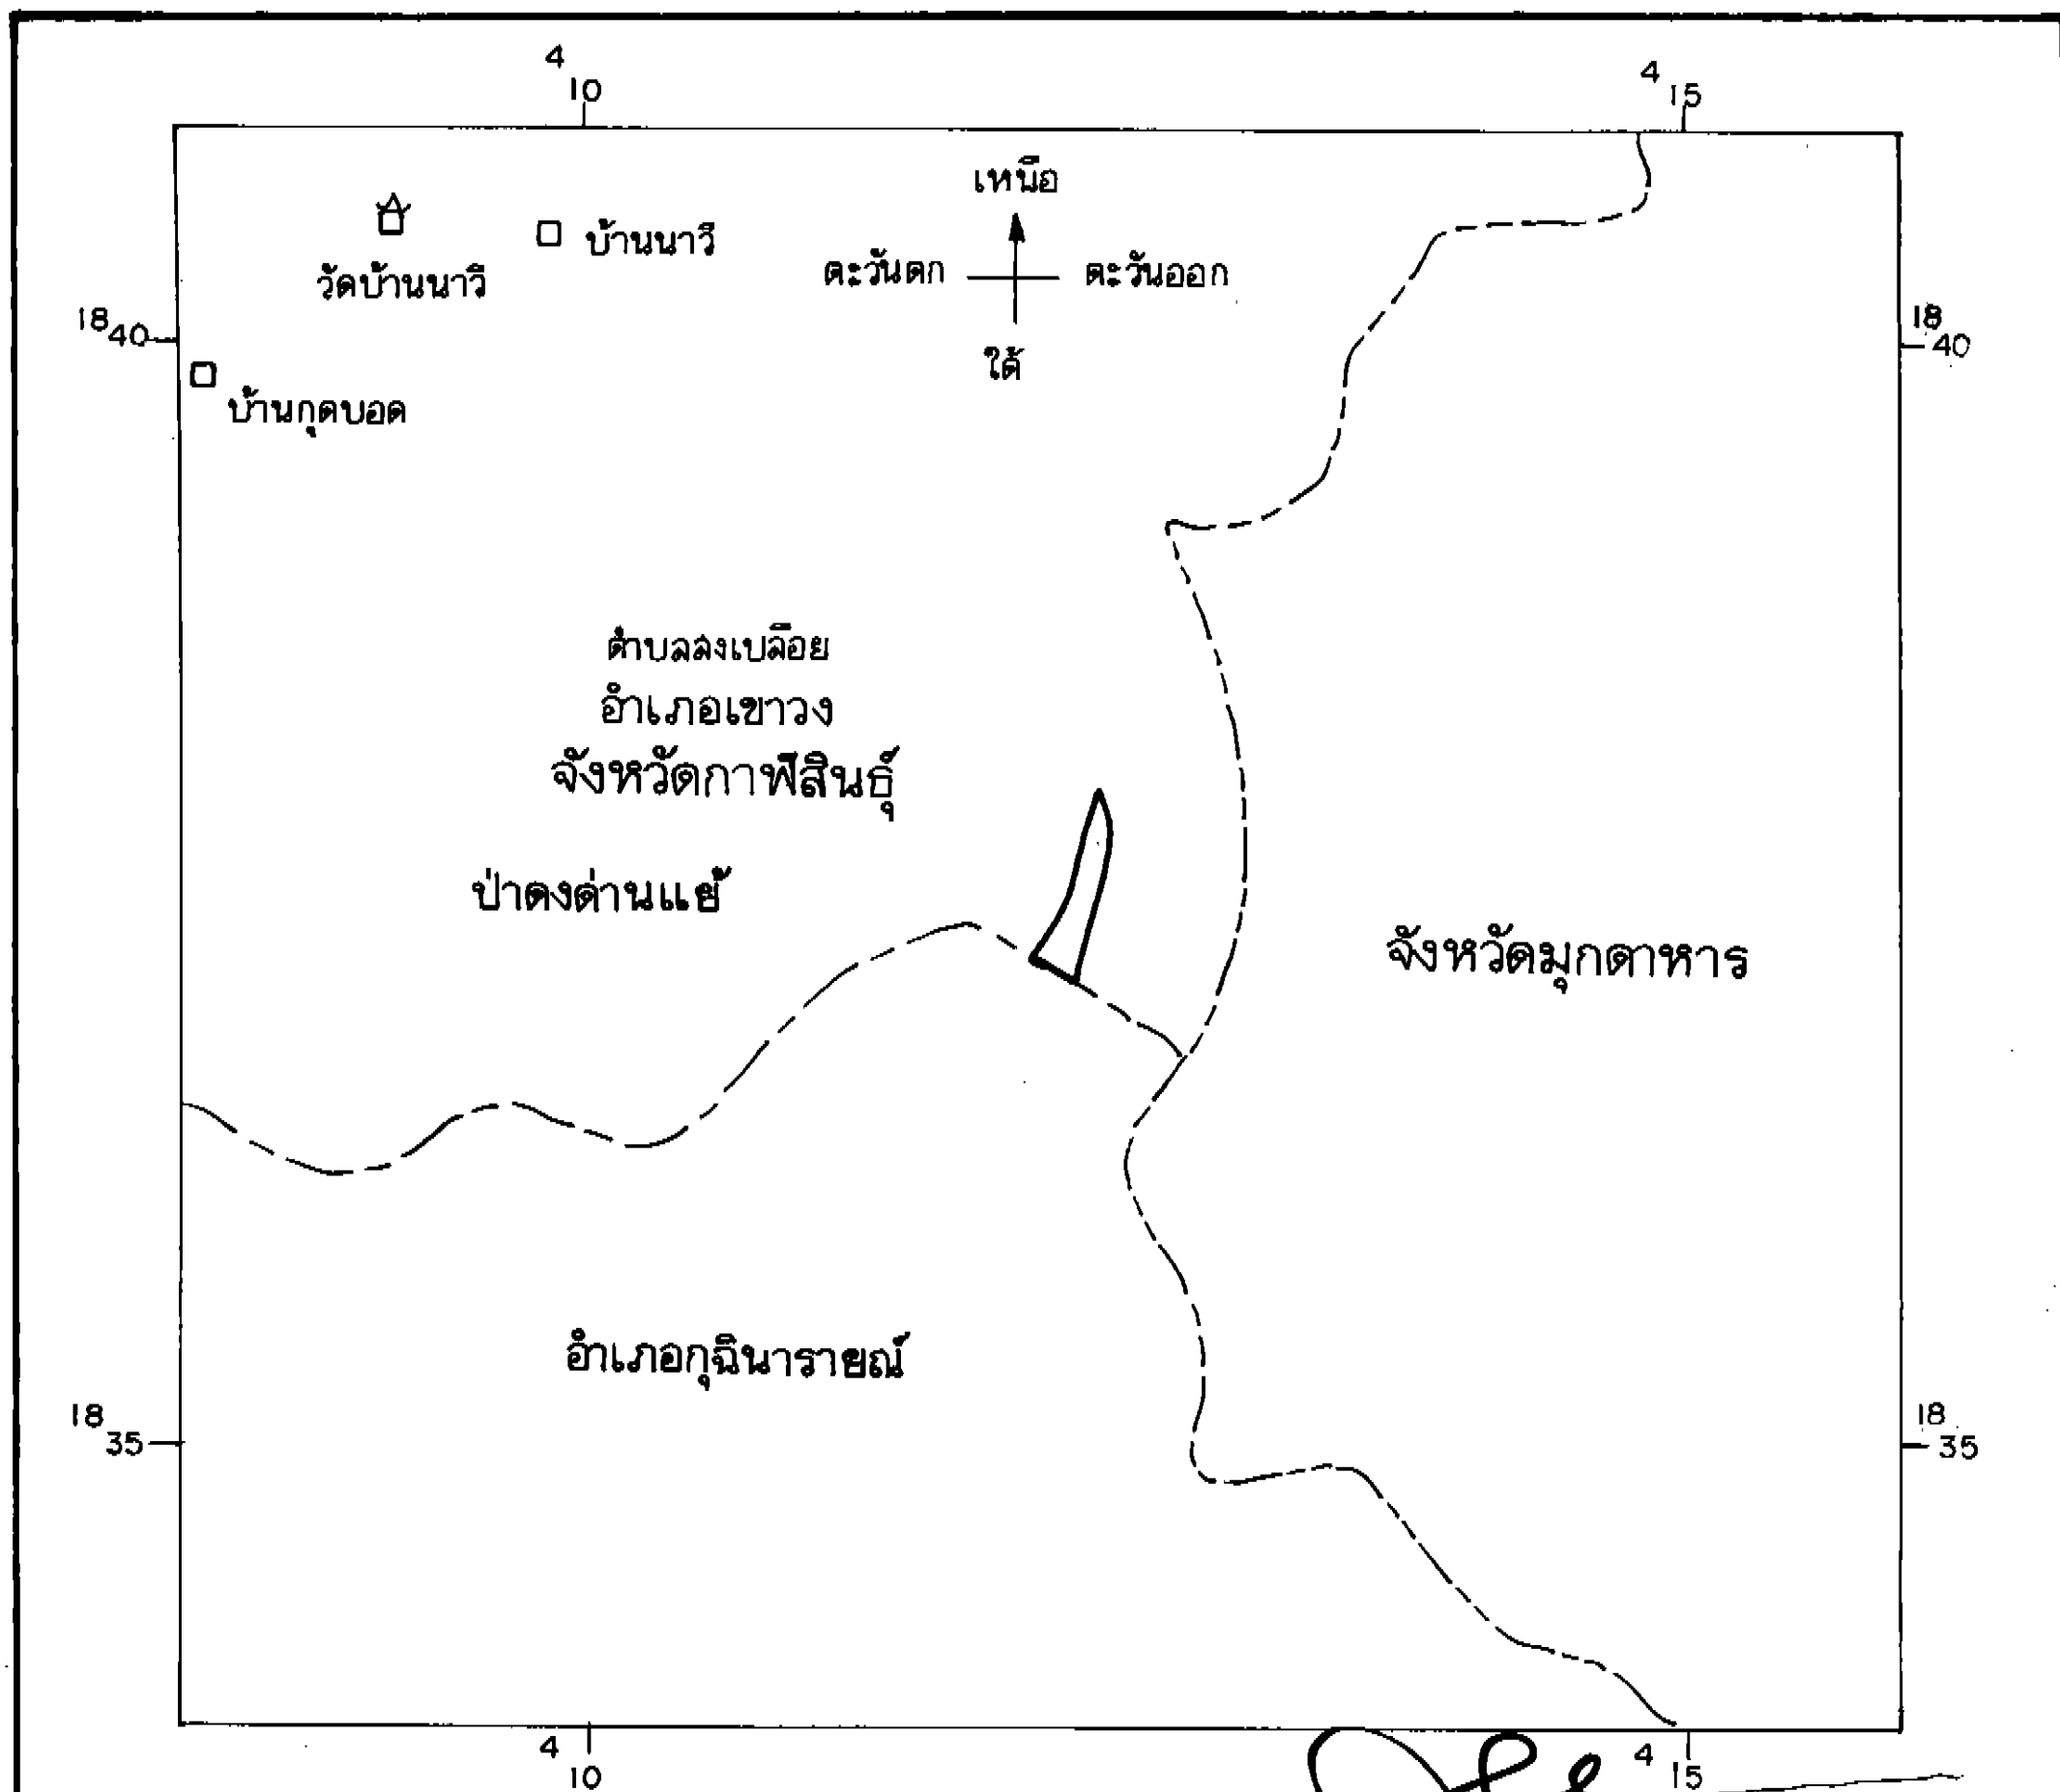 4 4
10 15
เหนือ
บ้านนาวี
ตะวันตก ตะวันออก
วัดบ้านนาวี
18 18
40 40
ใต้
บ้านกุดบอด
ตำบลสงเปลือย
อำเภอเขาวง
จังหวัดกาฬสินธุ์
ป่าดงด่านแย้
จังหวัดมุกดาหาร
อำเภอกุฉินารายณ์
18 18
35 35
4 4
10 15